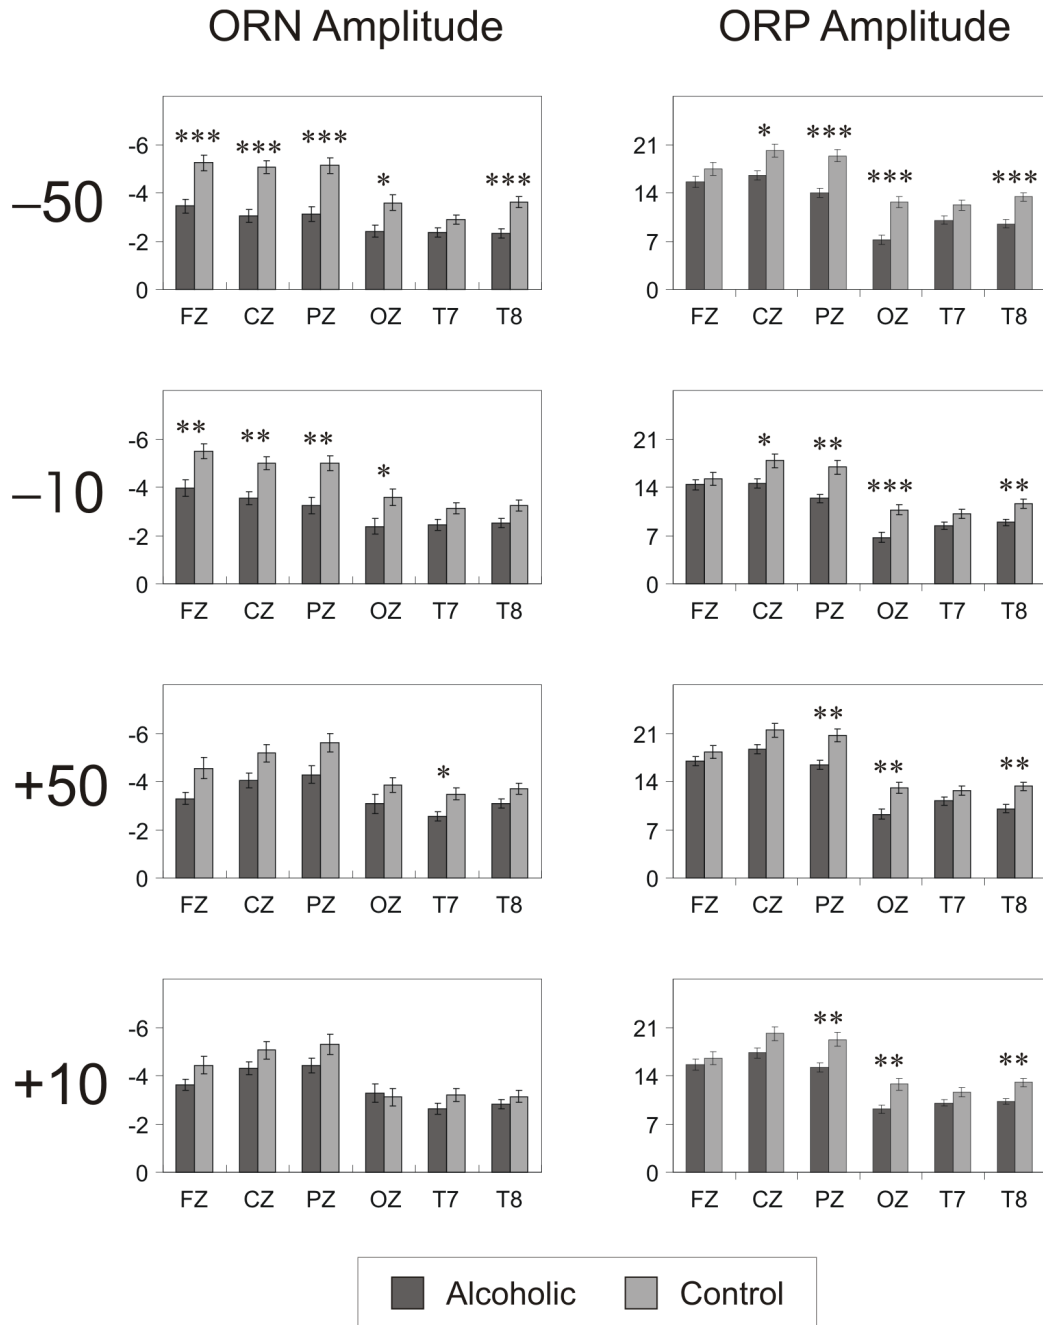 ORN Amplitude ORP Amplitude
–50
*** *** *** * ***
-6
-4
-2
0
FZ CZ PZ OZ T7 T8
* *** *** ***
21
14
7
0
FZ CZ PZ OZ T7 T8
–10
** ** ** *
-6
-4
-2
0
FZ CZ PZ OZ T7 T8
* ** *** **
21
14
7
0
FZ CZ PZ OZ T7 T8
+50
*
-6
-4
-2
0
FZ CZ PZ OZ T7 T8
** ** **
21
14
7
0
FZ CZ PZ OZ T7 T8
+10
-6
-4
-2
0
FZ CZ PZ OZ T7 T8
** ** **
21
14
7
0
FZ CZ PZ OZ T7 T8
Alcoholic Control